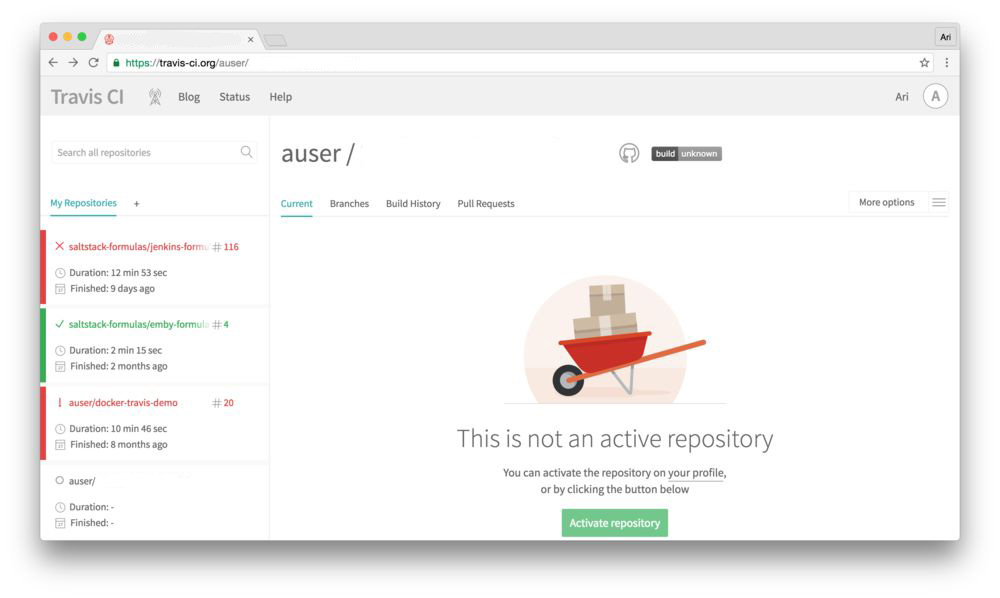 Ari
https://travis-ci.org/auser/
Travis CI
Blog
Status
Help
Ari
A
Search all repositories
My Repositories
+
saltstack-formulas/jenkins-formu
# 116
Duration: 12 min 53 sec
Finished: 9 days ago
saltstack-formulas/emby-formula
# 4
Duration: 2 min 15 sec
Finished: 2 months ago
auser/docker-travis-demo
# 20
Duration: 10 min 46 sec
Finished: 8 months ago
auser/
Duration: -
Finished: -
auser /
build unknown
Current
Branches
Build History
Pull Requests
More options
This is not an active repository
You can activate the repository on your profile,
or by clicking the button below
Activate repository